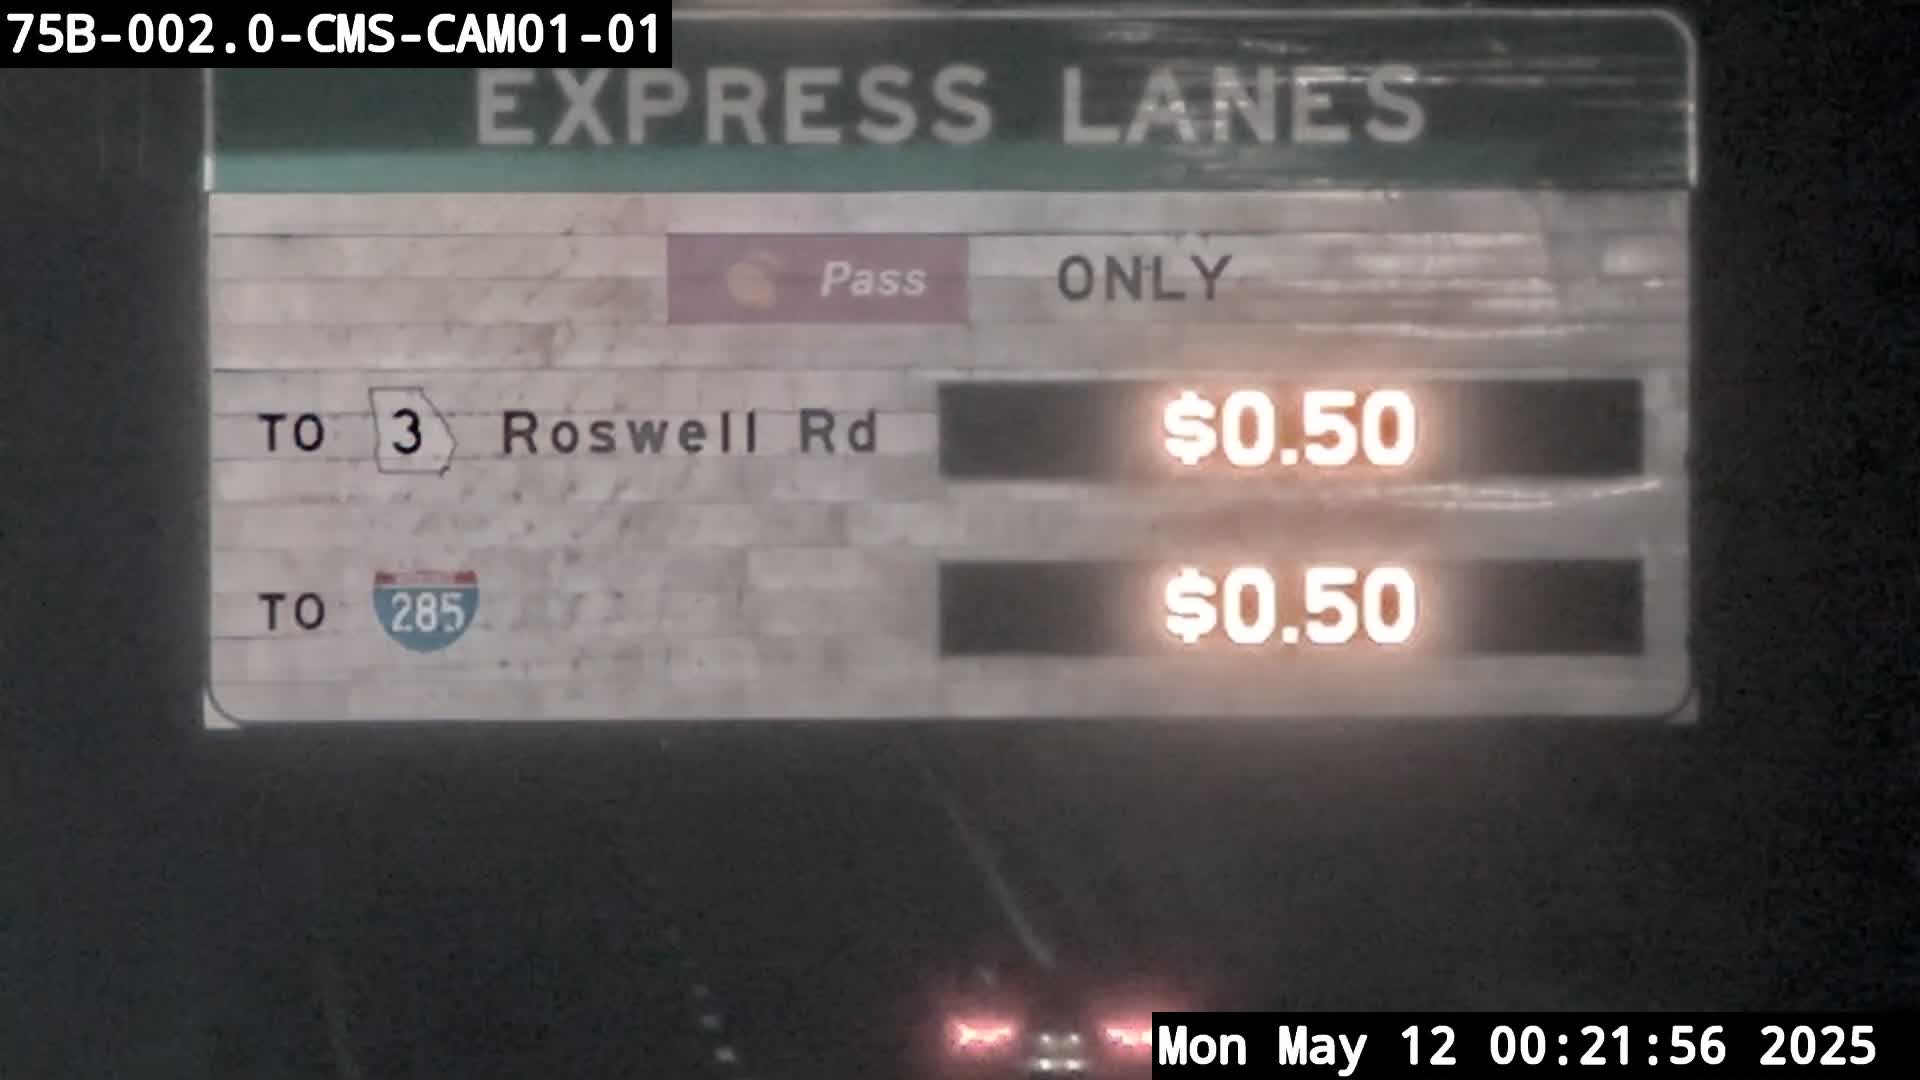 75B-002.0-CMS-CAM01-01
EXPRESS LANES
Pass ONLY
TO 3 Roswell Rd $0.50
TO 285 $0.50
Mon May 12 00:21:56 2025